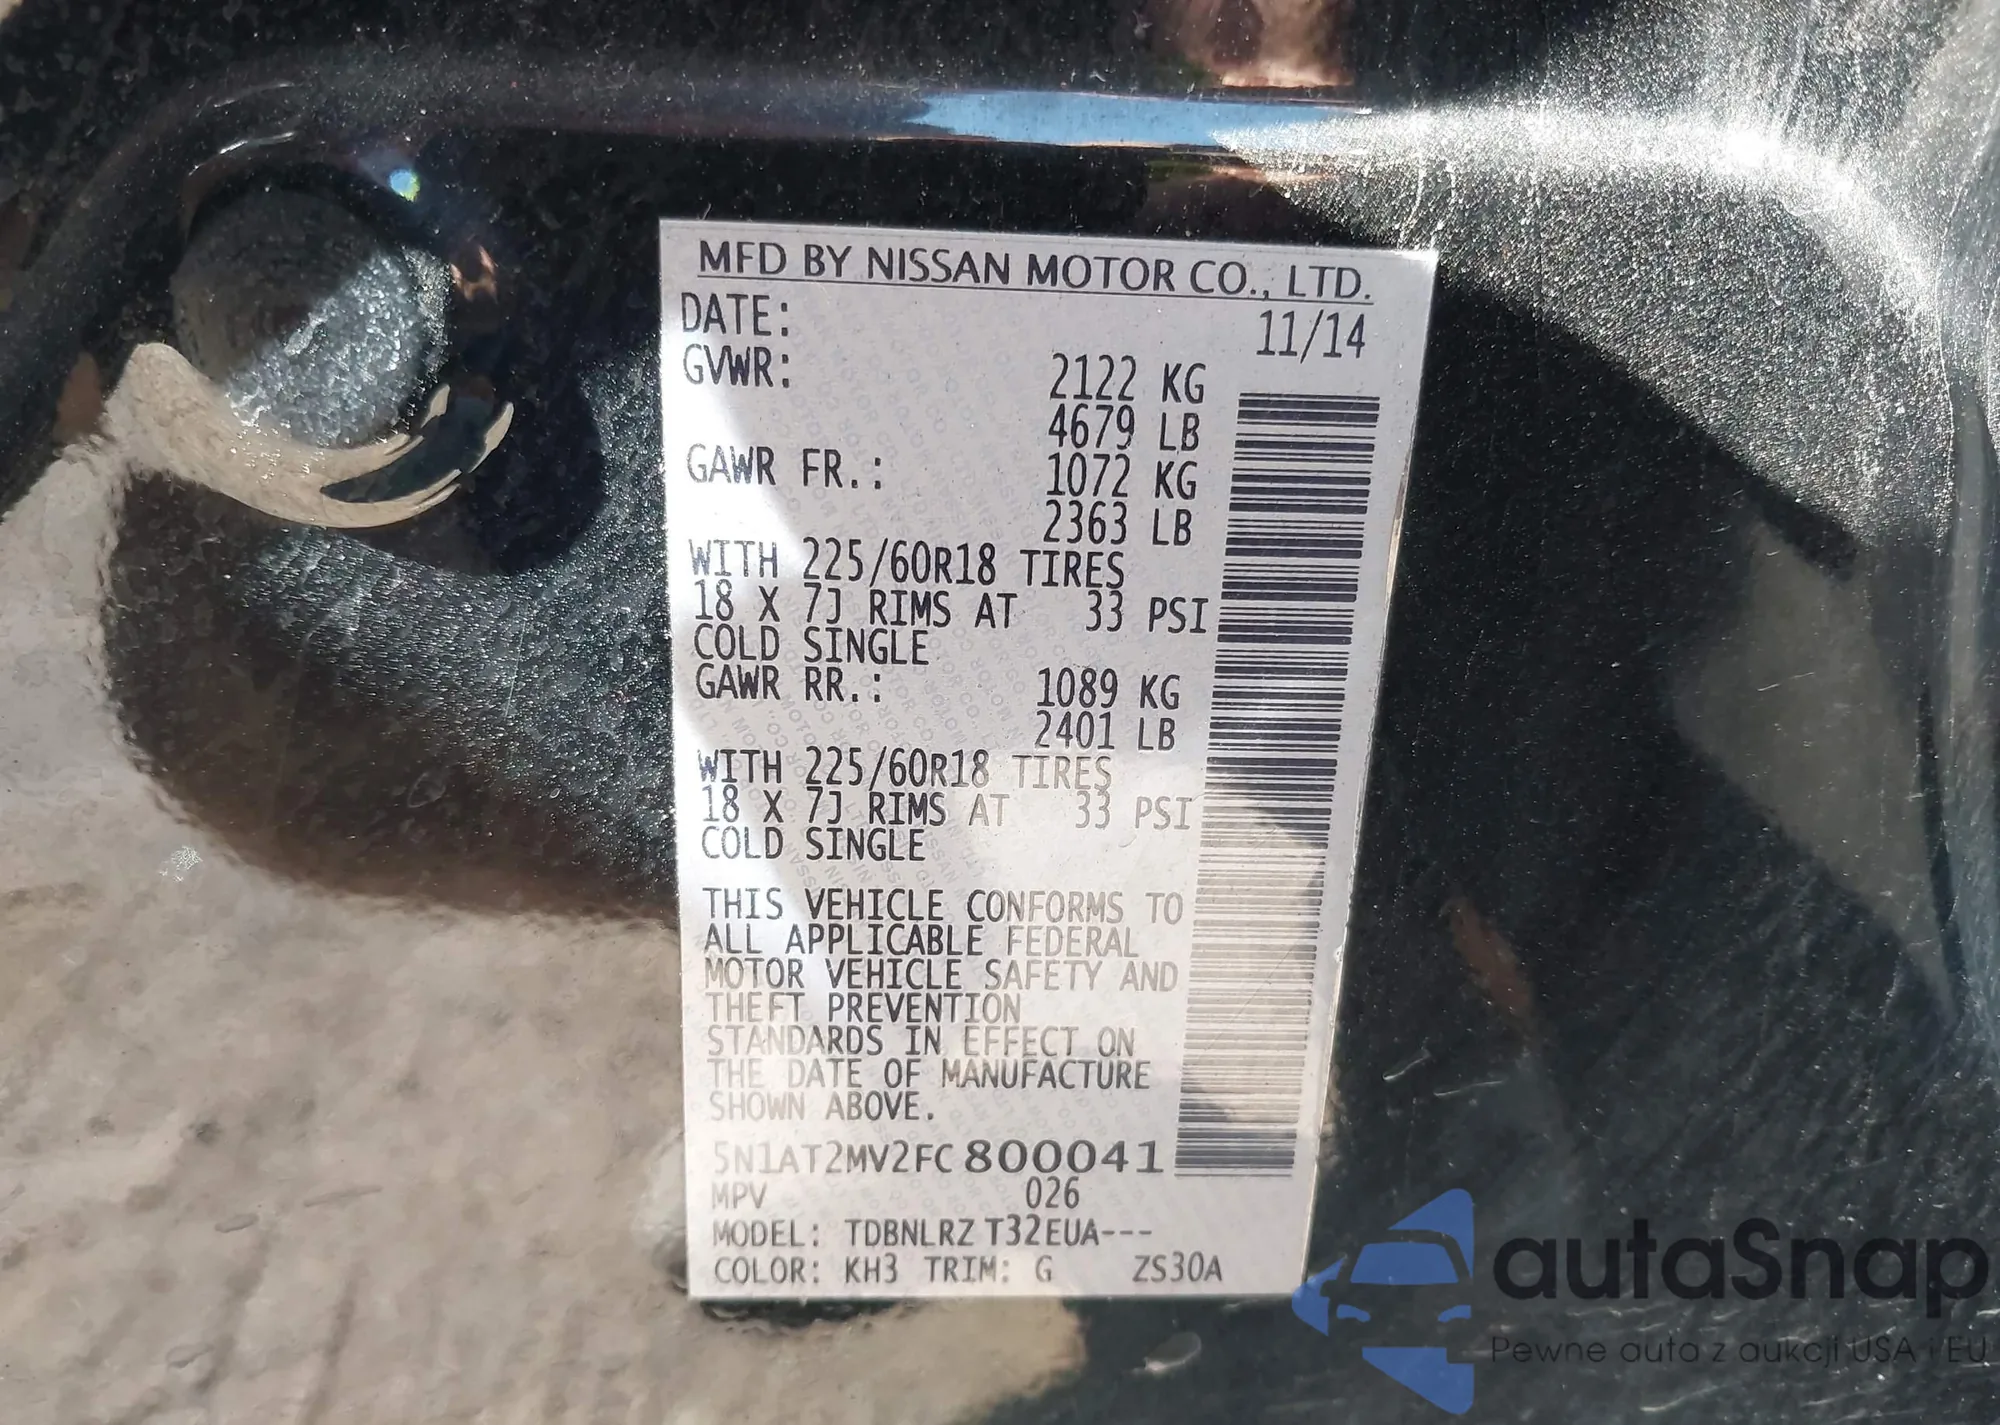 MFD BY NISSAN MOTOR CO., LTD.
DATE: 11/14
GVWR: 2122 KG
4679 LB
GAWR FR.: 1072 KG
2363 LB
WITH 225/60R18 TIRES
18 X 7J RIMS AT 33 PSI
COLD SINGLE
GAWR RR.: 1089 KG
2401 LB
WITH 225/60R18 TIRES
18 X 7J RIMS AT 33 PSI
COLD SINGLE
THIS VEHICLE CONFORMS TO
ALL APPLICABLE FEDERAL
MOTOR VEHICLE SAFETY AND
THEFT PREVENTION
STANDARDS IN EFFECT ON
THE DATE OF MANUFACTURE
SHOWN ABOVE.
5N1AT2MV2FC 800041
MPV 026
MODEL: TDBNLRZ T32EUA---
COLOR: KH3 TRIM: G ZS30A
autaSnap
Pewne auta z aukcji USA i EU